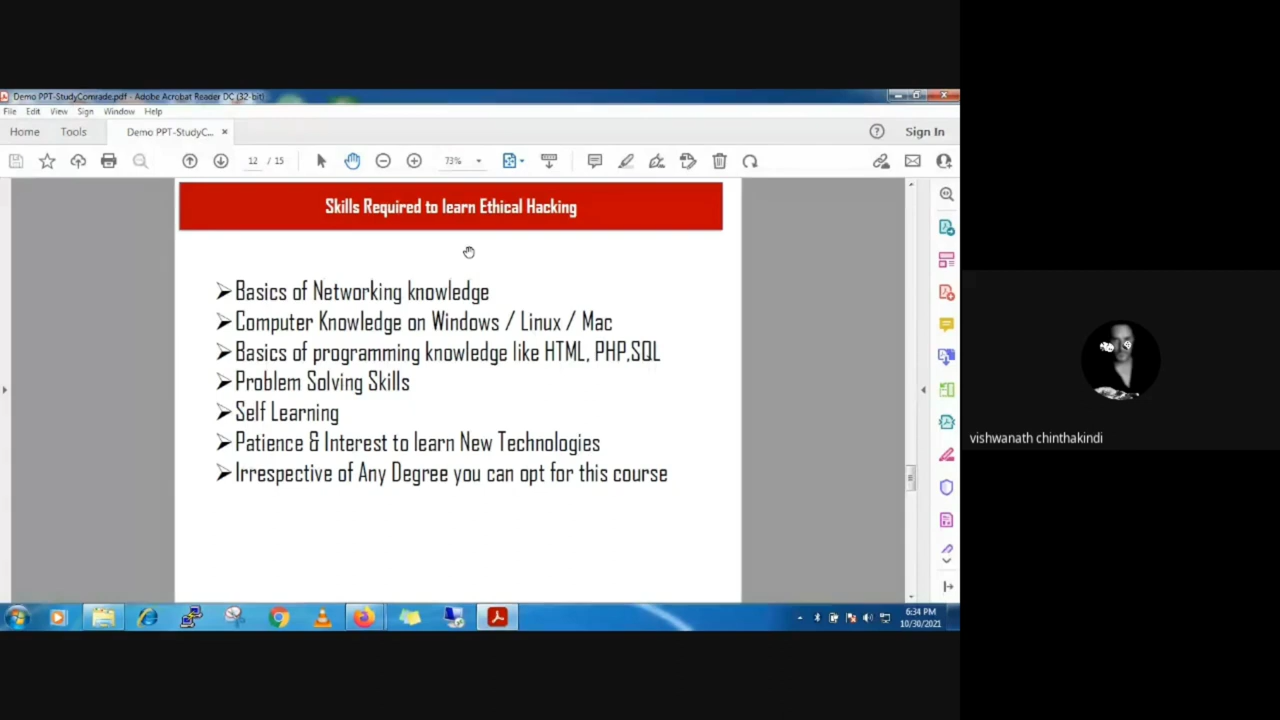 Demo PPT-StudyComrade.pdf - Adobe Acrobat Reader DC (32-bit)
File Edit View Sign Window Help
Home Tools Demo PPT-StudyC... × Sign In
12 / 15 73%
Skills Required to learn Ethical Hacking
Basics of Networking knowledge
Computer Knowledge on Windows / Linux / Mac
Basics of programming knowledge like HTML, PHP,SQL
Problem Solving Skills
Self Learning
Patience & Interest to learn New Technologies
Irrespective of Any Degree you can opt for this course
vishwanath chinthakindi
6:34 PM
10/30/2021